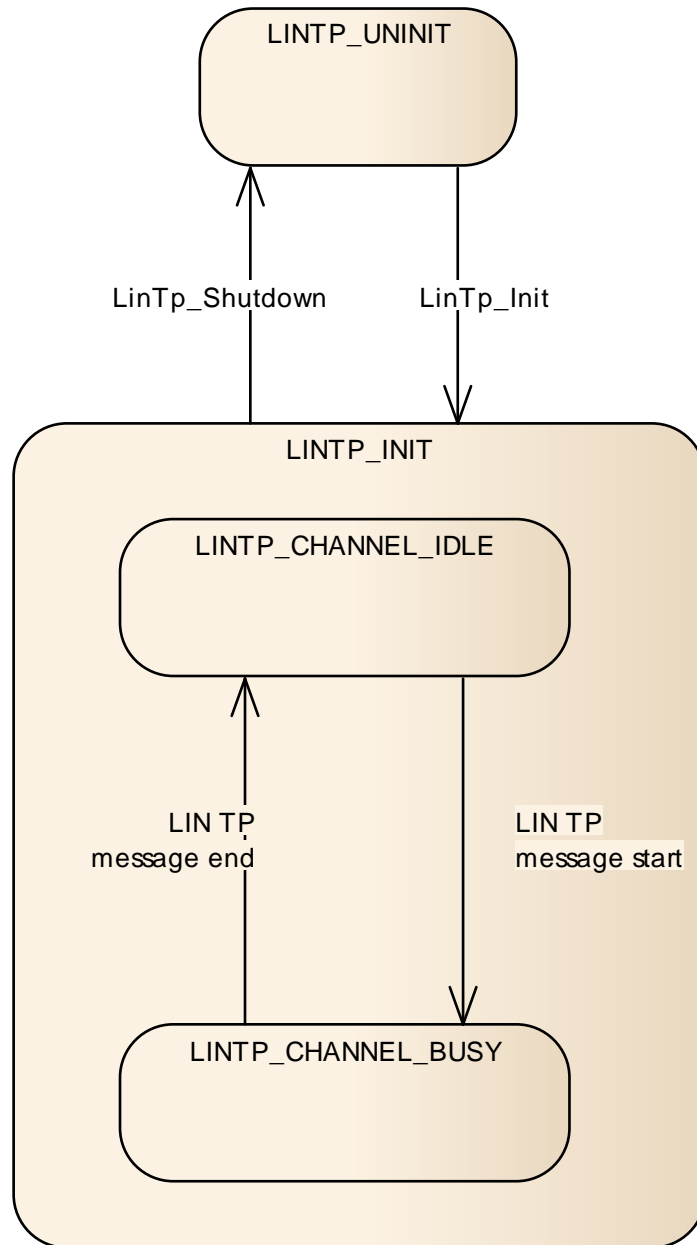 LINTP_UNINIT
LinTp_Shutdown
LinTp_Init
LINTP_INIT
LINTP_CHANNEL_IDLE
LIN TP
message end
LIN TP
message start
LINTP_CHANNEL_BUSY